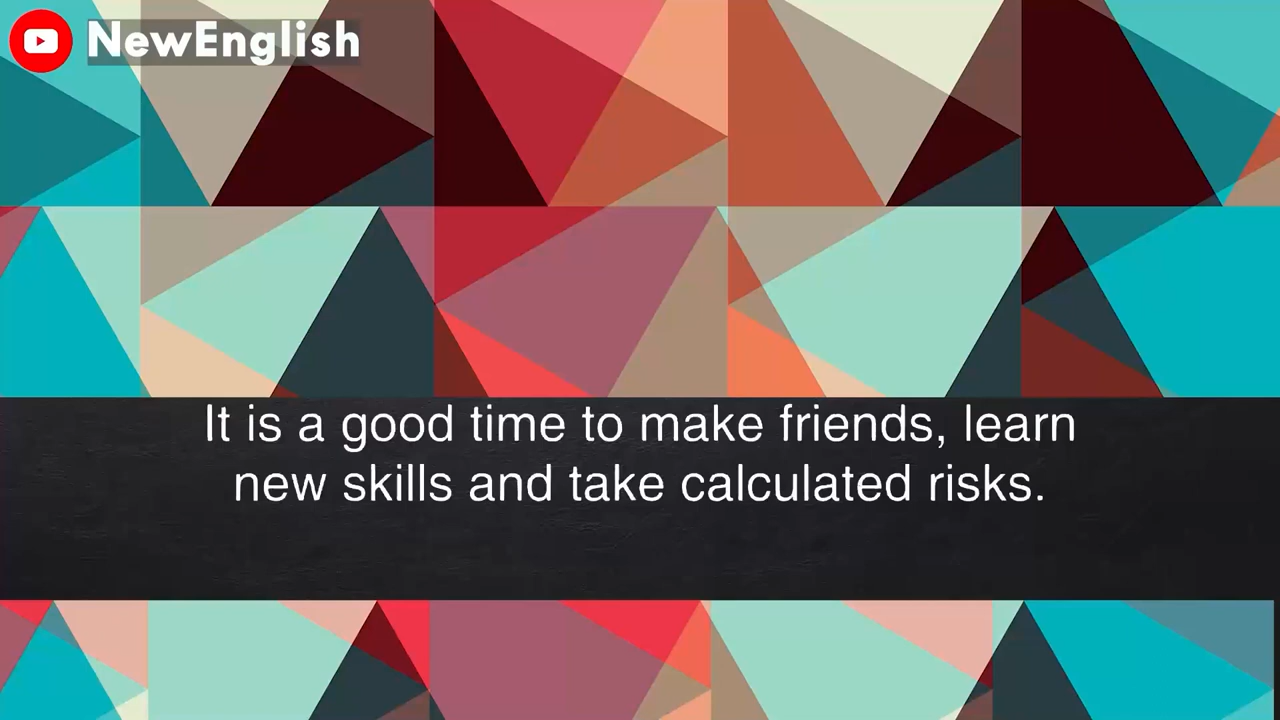 NewEnglish
It is a good time to make friends, learn
new skills and take calculated risks.